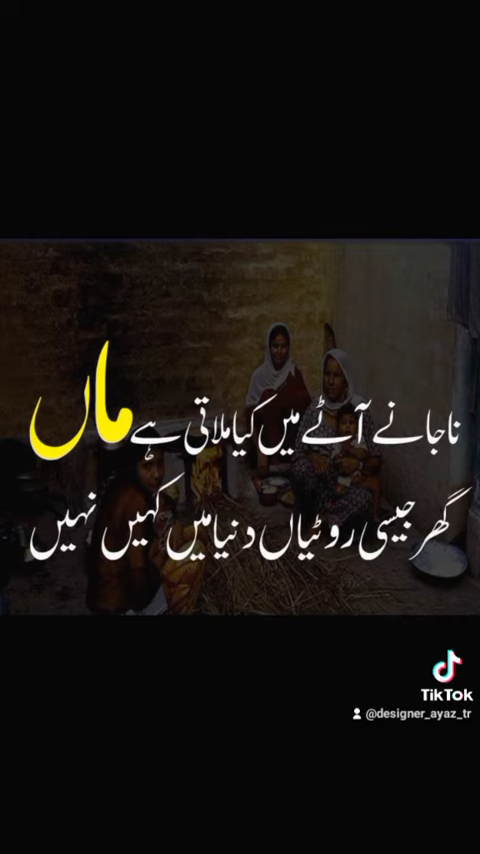 ناجانے آٹے میں کیا ملاتی ہے ماں
گھر جیسی روٹیاں دنیا میں کہیں نہیں
TikTok
@designer_ayaz_tr